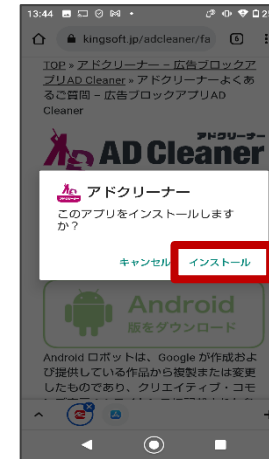 13:44
kingsoft.jp/adcleaner/fa
6
TOP » アドクリーナー – 広告ブロックア
プリAD Cleaner » アドクリーナーよくあ
るご質問 – 広告ブロックアプリAD
Cleaner
アドクリーナー
AD Cleaner
アドクリーナー
このアプリをインストールします
か？
キャンセル
インストール
Android
版をダウンロード
Android ロボットは、Google が作成およ
び提供している作品から複製または変更
したものであり、クリエイティブ・コモ